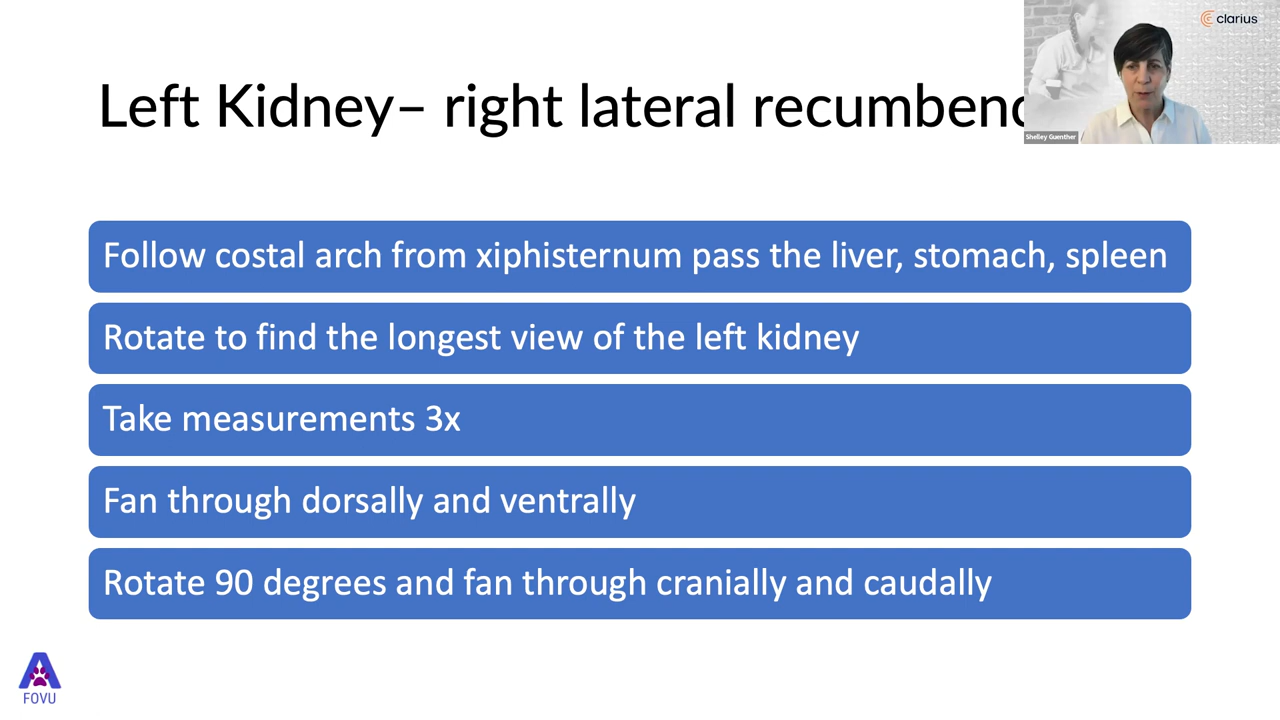 clarius
Left Kidney– right lateral recumbenc
Shelley Guenther
Follow costal arch from xiphisternum pass the liver, stomach, spleen
Rotate to find the longest view of the left kidney
Take measurements 3x
Fan through dorsally and ventrally
Rotate 90 degrees and fan through cranially and caudally
FOVU